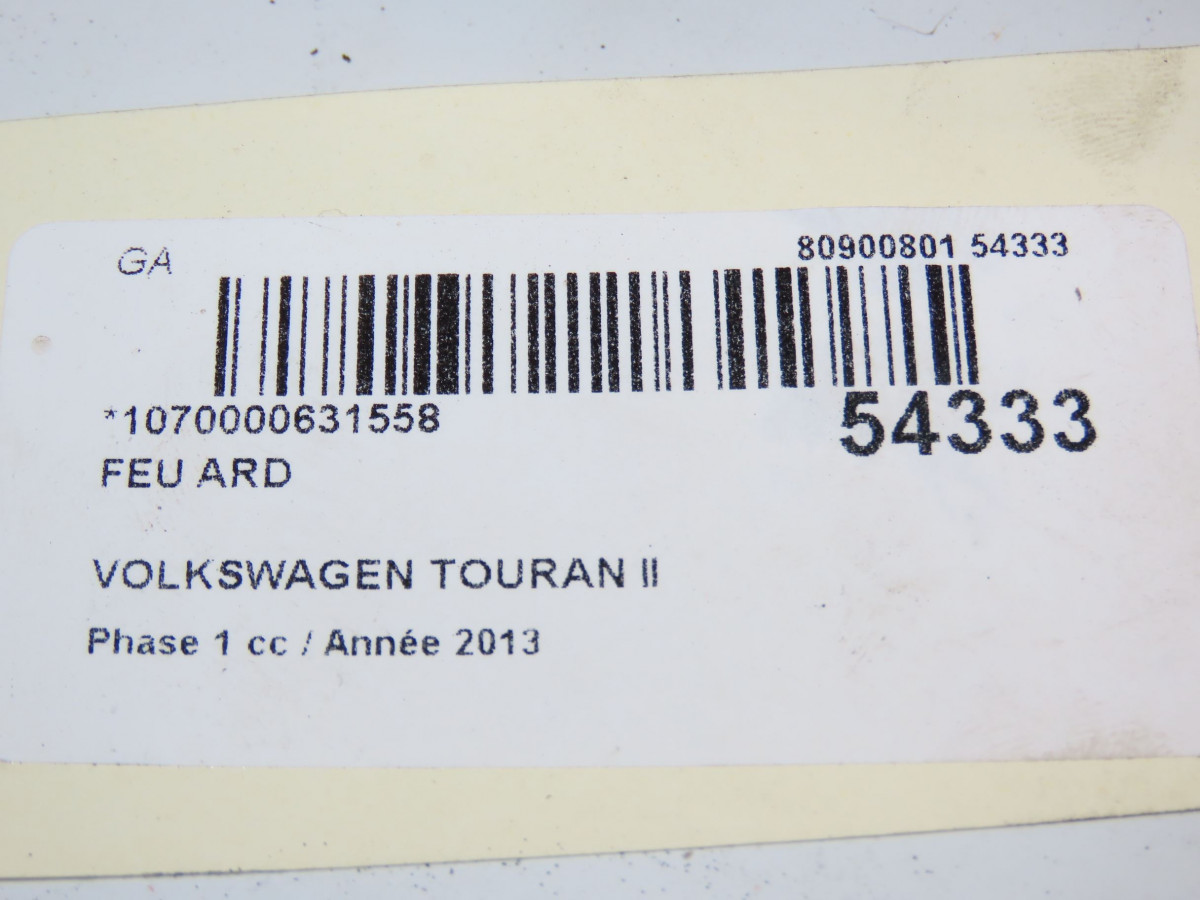 GA
80900801 54333
*1070000631558
54333
FEU ARD
VOLKSWAGEN TOURAN II
Phase 1 cc / Année 2013